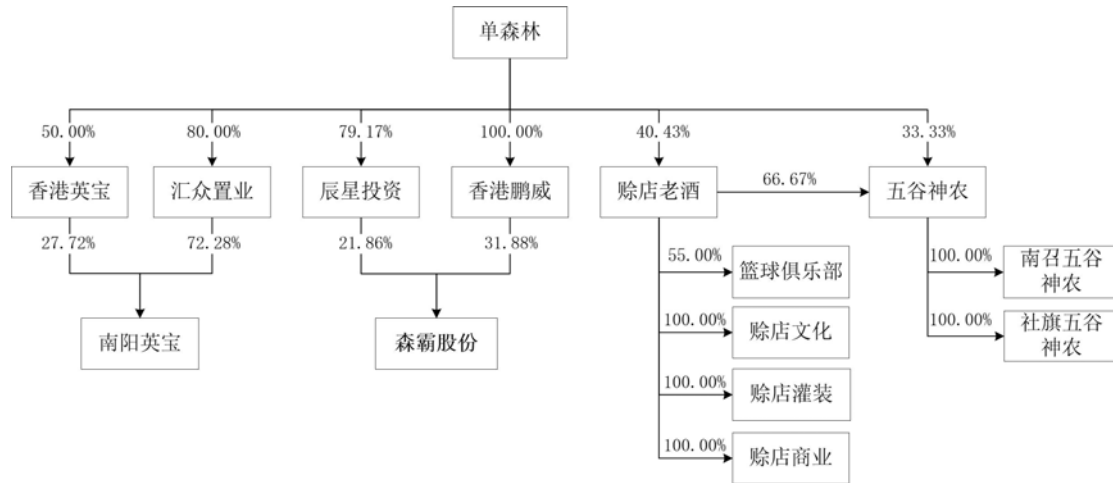 单森林
50.00%
80.00%
79.17%
100.00%
40.43%
33.33%
香港英宝
汇众置业
辰星投资
香港鹏威
赊店老酒
66.67%
五谷神农
27.72%
72.28%
21.86%
31.88%
55.00%
篮球俱乐部
100.00%
南召五谷
神农
南阳英宝
森霸股份
100.00%
赊店文化
100.00%
社旗五谷
神农
100.00%
赊店灌装
100.00%
赊店商业